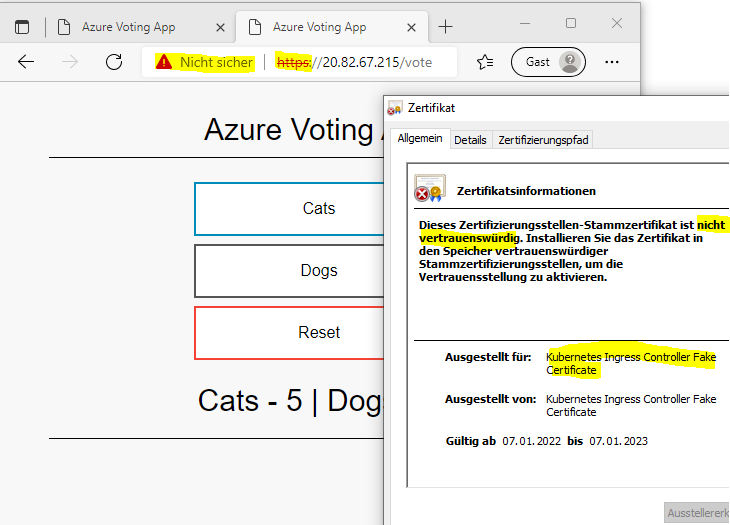 Azure Voting App
Azure Voting App
Nicht sicher
https://20.82.67.215/vote
Gast
Zertifikat
Allgemein
Details
Zertifizierungspfad
Azure Voting
Zertifikatsinformationen
Cats
Dieses Zertifizierungsstellen-Stammzertifikat ist nicht
vertrauenswürdig. Installieren Sie das Zertifikat in
den Speicher vertrauenswürdiger
Stammzertifizierungsstellen, um die
Vertrauensstellung zu aktivieren.
Dogs
Reset
Ausgestellt für: Kubernetes Ingress Controller Fake
Certificate
Cats - 5 | Dog
Ausgestellt von: Kubernetes Ingress Controller Fake
Certificate
Gültig ab 07.01.2022 bis 07.01.2023
Ausstellererk